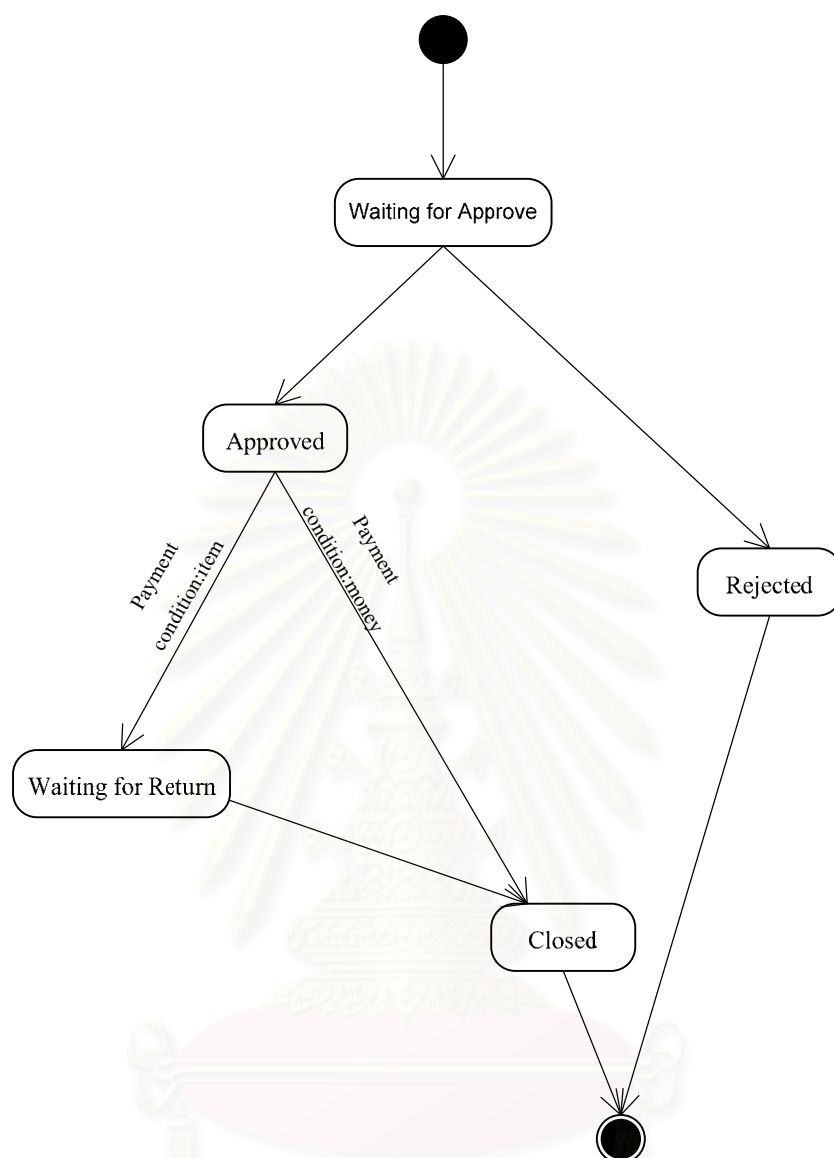 Waiting for Approve
Approved
Payment
condition:item
Payment
condition:money
Rejected
Waiting for Return
Closed